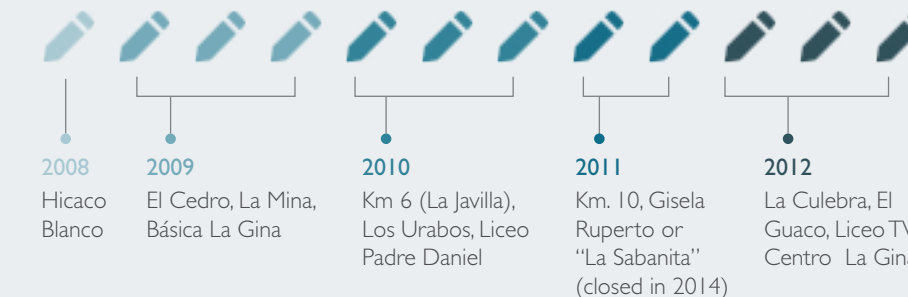 2008
Hicaco
Blanco
2009
El Cedro, La Mina,
Básica La Gina
2010
Km 6 (La Javilla),
Los Urabos, Liceo
Padre Daniel
2011
Km. 10, Gisela
Ruperto or
“La Sabanita”
(closed in 2014)
2012
La Culebra, El
Guaco, Liceo TV
Centro La Gina